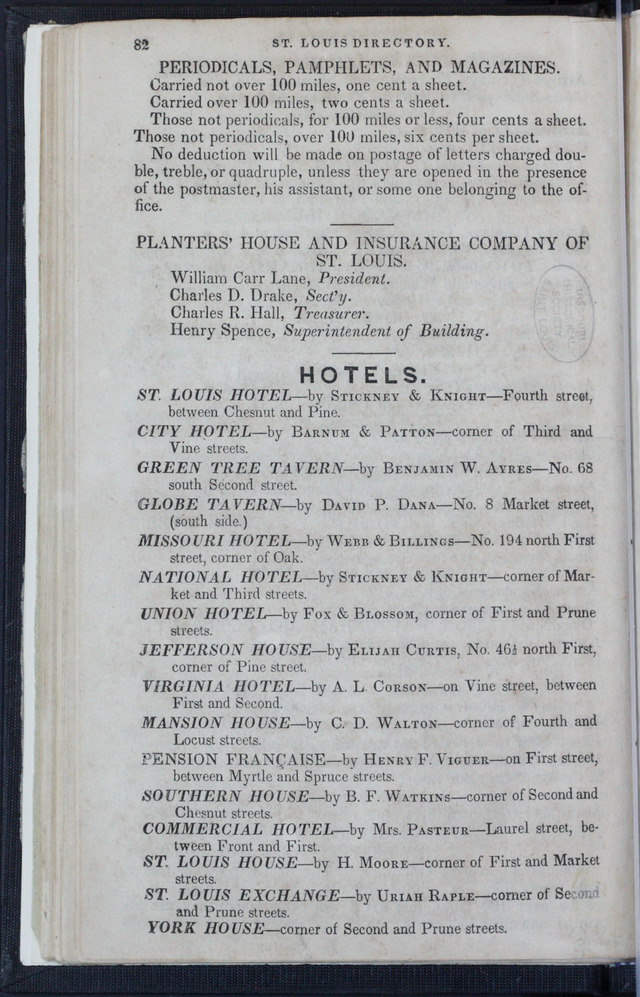 82 ST. LOUIS DIRECTORY.
PERIODICALS, PAMPHLETS, AND MAGAZINES.
Carried not over 100 miles, one cent a sheet.
Carried over 100 miles, two cents a sheet.
Those not periodicals, for 100 miles or less, four cents a sheet.
Those not periodicals, over 100 miles, six cents per sheet.
No deduction will be made on postage of letters charged dou-
ble, treble, or quadruple, unless they are opened in the presence
of the postmaster, his assistant, or some one belonging to the of-
fice.
PLANTERS' HOUSE AND INSURANCE COMPANY OF
ST. LOUIS.
William Carr Lane, President.
Charles D. Drake, Sect'y.
Charles R. Hall, Treasurer.
Henry Spence, Superintendent of Building.
HOTELS.
ST. LOUIS HOTEL—by STICKNEY & KNIGHT—Fourth street,
between Chesnut and Pine.
CITY HOTEL—by BARNUM & PATTON—corner of Third and
Vine streets.
GREEN TREE TAVERN—by BENJAMIN W. AYRES—No. 68
south Second street.
GLOBE TAVERN—by DAVID P. DANA—No. 8 Market street,
(south side.)
MISSOURI HOTEL—by WEBB & BILLINGS—No. 194 north First
street, corner of Oak.
NATIONAL HOTEL—by STICKNEY & KNIGHT—corner of Mar-
ket and Third streets.
UNION HOTEL—by FOX & BLOSSOM, corner of First and Prune
streets.
JEFFERSON HOUSE—by ELIJAH CURTIS, No. 46½ north First,
corner of Pine street.
VIRGINIA HOTEL—by A. L. CORSON—on Vine street, between
First and Second.
MANSION HOUSE—by C. D. WALTON—corner of Fourth and
Locust streets.
PENSION FRANÇAISE—by HENRY F. VIGUER—on First street,
between Myrtle and Spruce streets.
SOUTHERN HOUSE—by B. F. WATKINS—corner of Second and
Chesnut streets.
COMMERCIAL HOTEL—by Mrs. PASTEUR—Laurel street, be-
tween Front and First.
ST. LOUIS HOUSE—by H. MOORE—corner of First and Market
streets.
ST. LOUIS EXCHANGE—by URIAH RAPLE—corner of Second
and Prune streets.
YORK HOUSE—corner of Second and Prune streets.